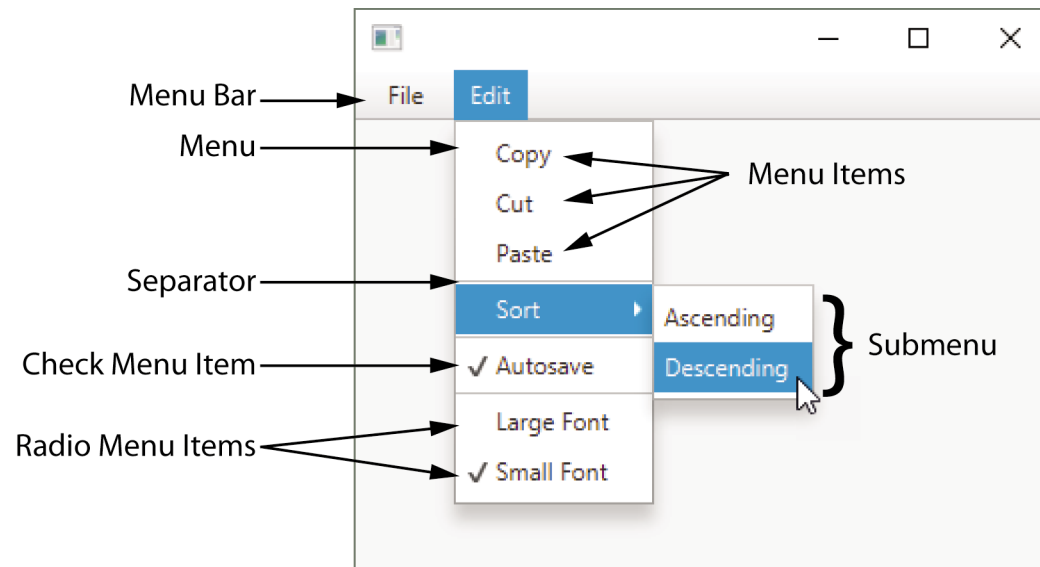 Menu Bar
File Edit
Menu
Copy
Menu Items
Cut
Paste
Separator
Sort
Ascending
Submenu
Check Menu Item
Autosave
Descending
Large Font
Radio Menu Items
Small Font